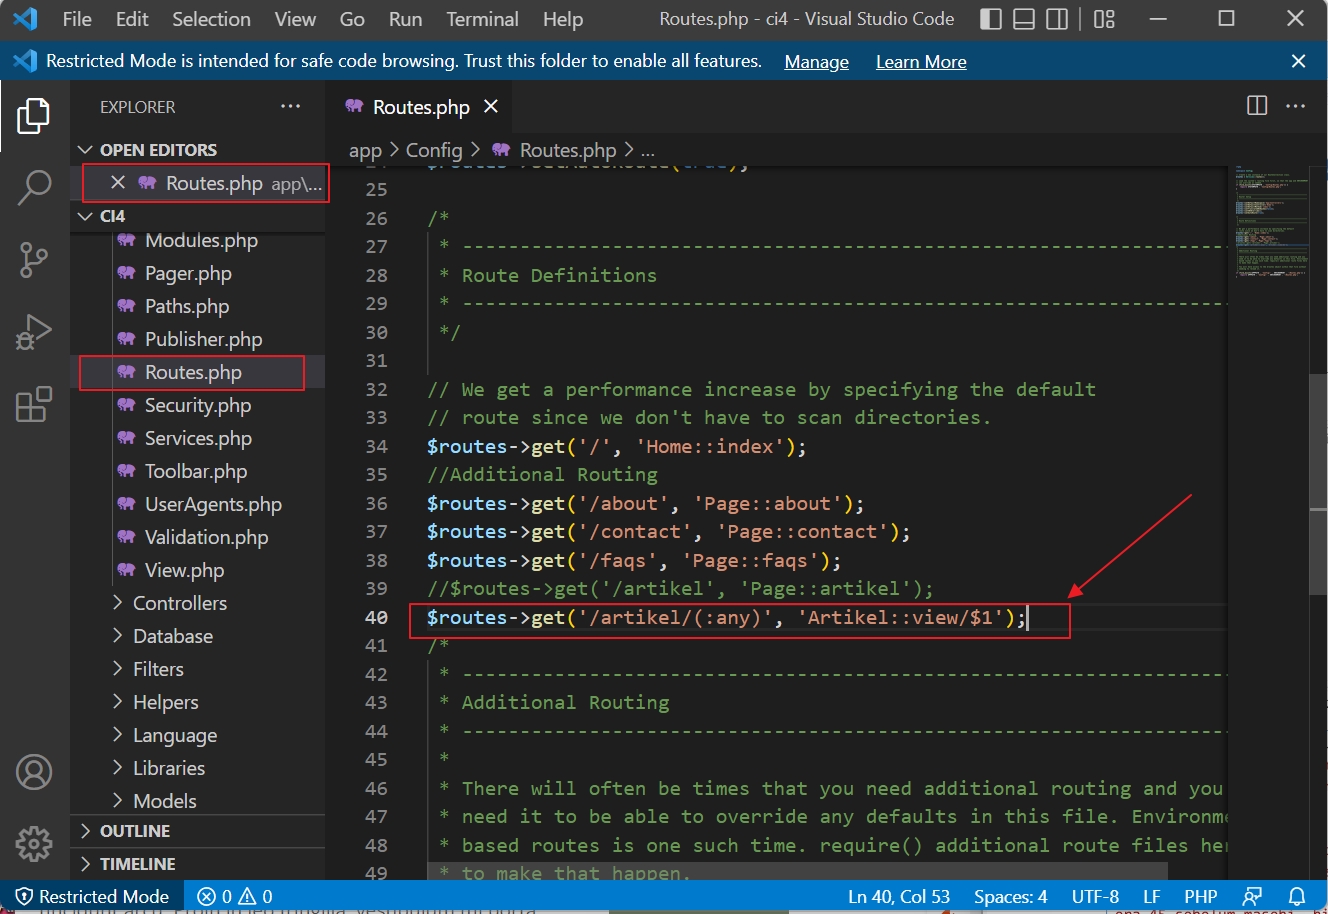 File Edit Selection View Go Run Terminal Help Routes.php - ci4 - Visual Studio Code
Restricted Mode is intended for safe code browsing. Trust this folder to enable all features. Manage Learn More
EXPLORER
OPEN EDITORS
Routes.php app\...
CI4
Modules.php
Pager.php
Paths.php
Publisher.php
Routes.php
Security.php
Services.php
Toolbar.php
UserAgents.php
Validation.php
View.php
Controllers
Database
Filters
Helpers
Language
Libraries
Models
OUTLINE
TIMELINE
Routes.php
app > Config > Routes.php > ...
25
26 /*
27 * ------------------------------------------------------------------
28 * Route Definitions
29 * ------------------------------------------------------------------
30 */
31
32 // We get a performance increase by specifying the default
33 // route since we don't have to scan directories.
34 $routes->get('/', 'Home::index');
35 //Additional Routing
36 $routes->get('/about', 'Page::about');
37 $routes->get('/contact', 'Page::contact');
38 $routes->get('/faqs', 'Page::faqs');
39 //$routes->get('/artikel', 'Page::artikel');
40 $routes->get('/artikel/(:any)', 'Artikel::view/$1');
41 /*
42 * ------------------------------------------------------------------
43 * Additional Routing
44 * ------------------------------------------------------------------
45 *
46 * There will often be times that you need additional routing and you
47 * need it to be able to override any defaults in this file. Environme
48 * based routes is one such time. require() additional route files her
49 * to make that happen.
Restricted Mode 0 0 Ln 40, Col 53 Spaces: 4 UTF-8 LF PHP